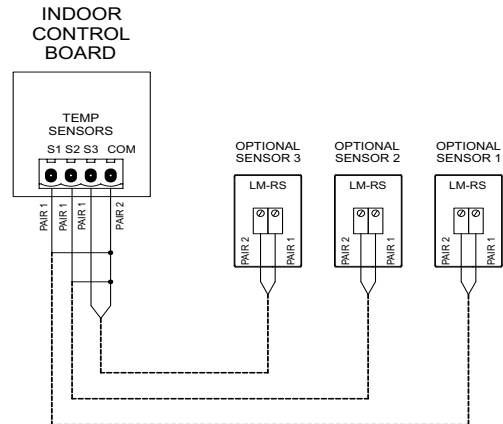 INDOOR
CONTROL
BOARD
TEMP
SENSORS
S1 S2 S3 COM
PAIR 1
PAIR 1
PAIR 1
PAIR 2
OPTIONAL
SENSOR 3
LM-RS
PAIR 2
PAIR 1
OPTIONAL
SENSOR 2
LM-RS
PAIR 2
PAIR 1
OPTIONAL
SENSOR 1
LM-RS
PAIR 2
PAIR 1